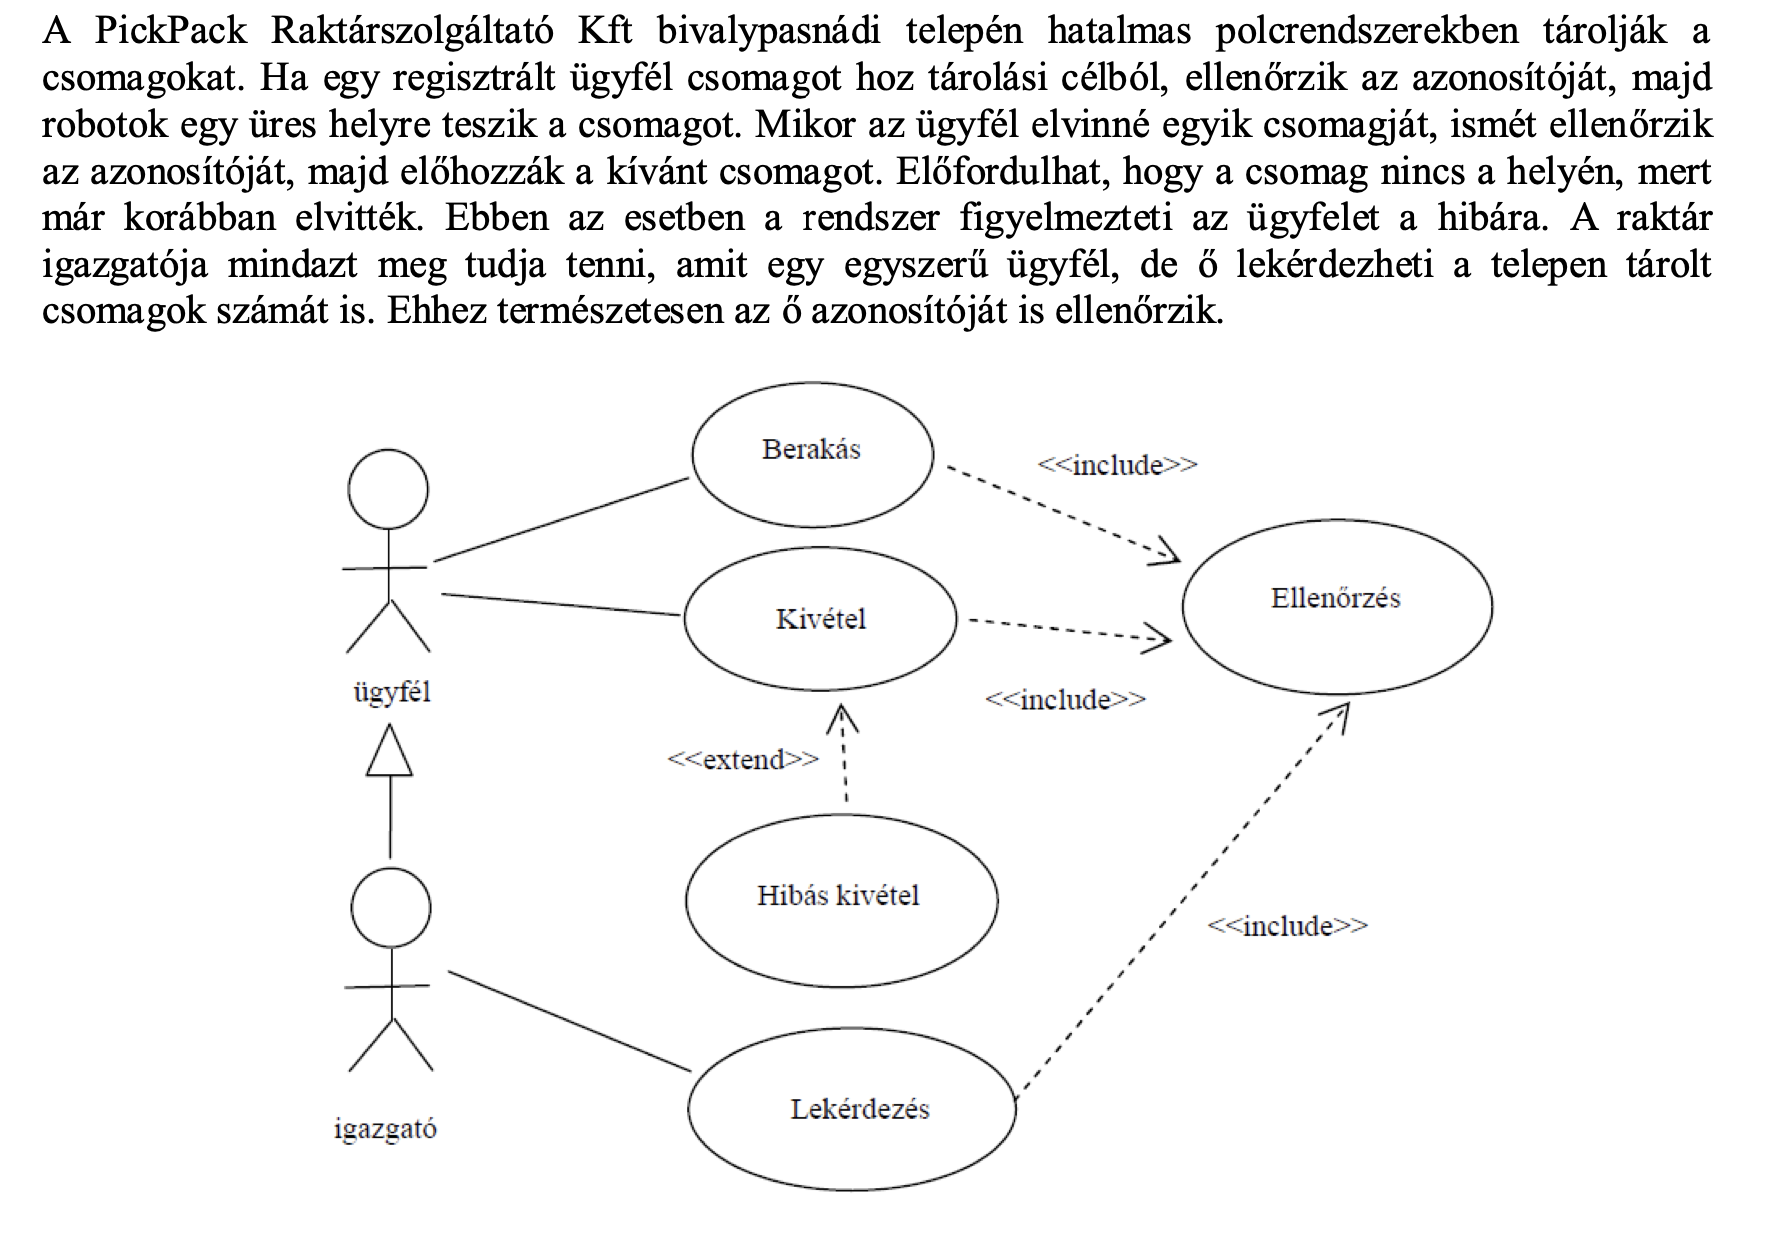 A PickPack Raktárszolgáltató Kft bivalypasnádi telepén hatalmas polcrendszerekben tárolják a
csomagokat. Ha egy regisztrált ügyfél csomagot hoz tárolási célból, ellenőrzik az azonosítóját, majd
robotok egy üres helyre teszik a csomagot. Mikor az ügyfél elvinné egyik csomagját, ismét ellenőrzik
az azonosítóját, majd előhozzák a kívánt csomagot. Előfordulhat, hogy a csomag nincs a helyén, mert
már korábban elvitték. Ebben az esetben a rendszer figyelmezteti az ügyfelet a hibára. A raktár
igazgatója mindazt meg tudja tenni, amit egy egyszerű ügyfél, de ő lekérdezheti a telepen tárolt
csomagok számát is. Ehhez természetesen az ő azonosítóját is ellenőrzik.
Berakás
<<include>>
Ellenőrzés
Kivétel
ügyfél
<<include>>
<<extend>>
Hibás kivétel
<<include>>
Lekérdezés
igazgató